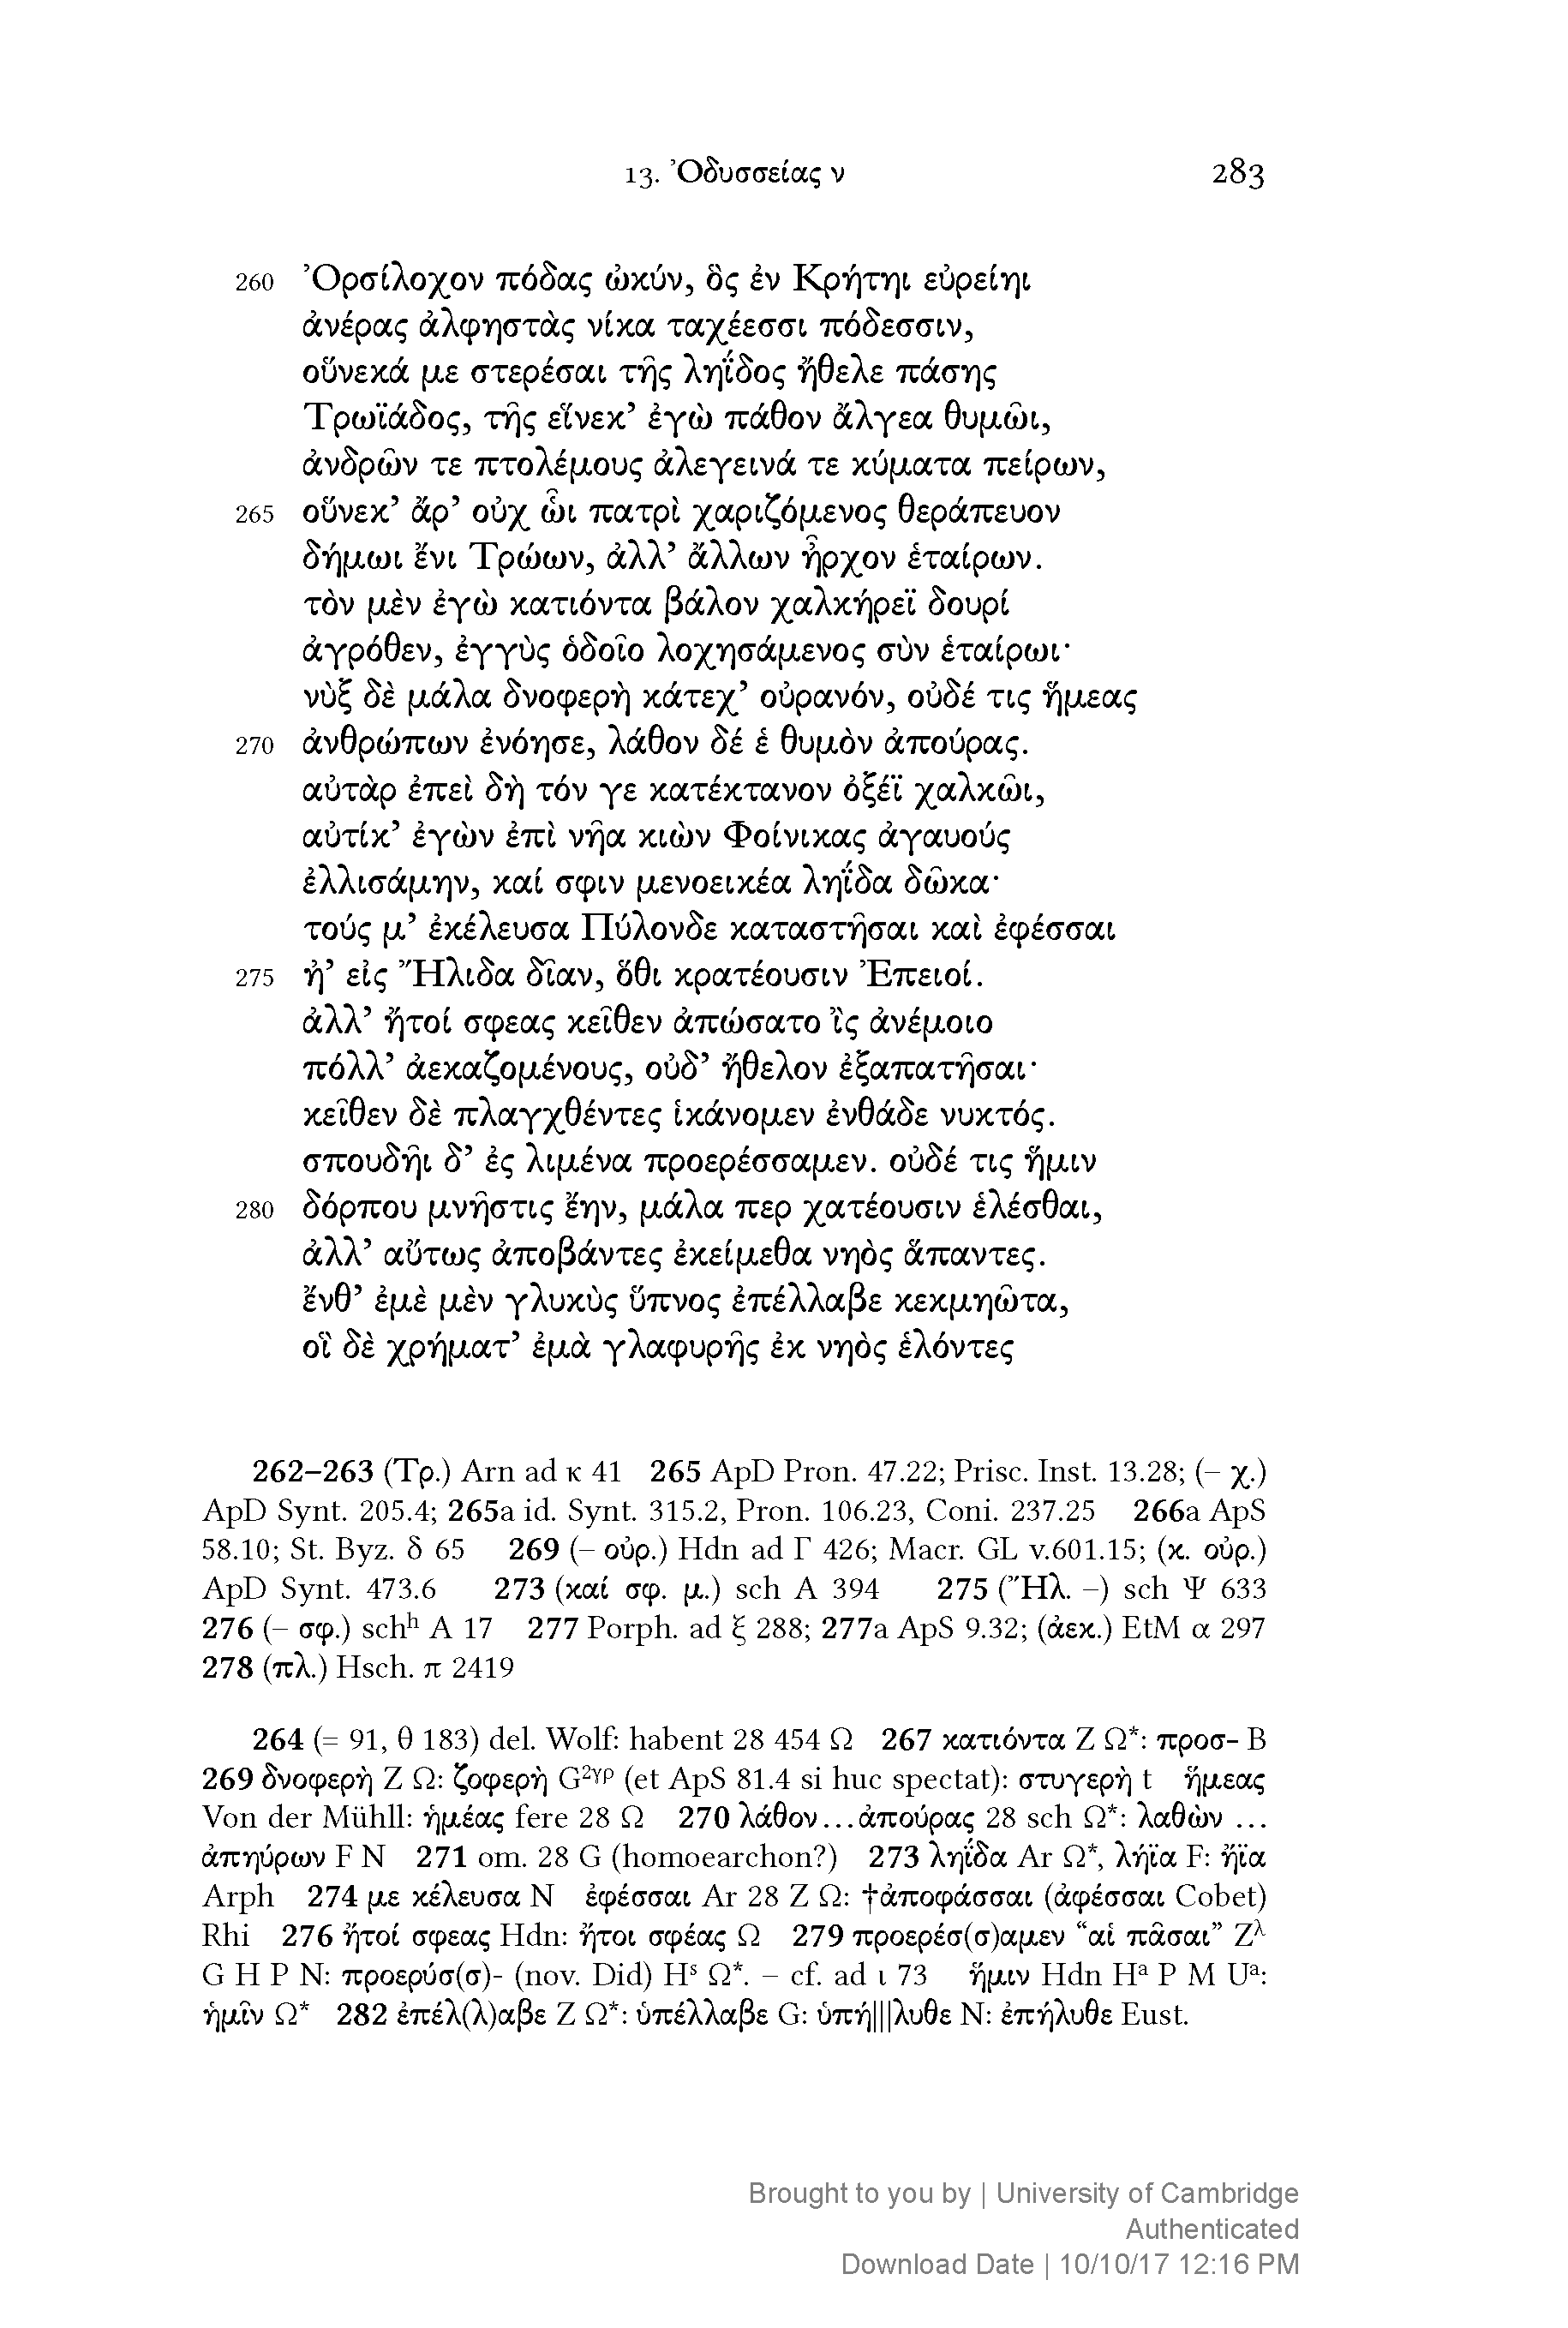 13. Ὀδυσσείας ν 283
260 Ὀρσίλοχον πόδας ὠκύν, ὃς ἐν Κρήτηι εὐρείηι
ἀνέρας ἀλφηστὰς νίκα ταχέεσσι πόδεσσιν,
οὕνεκά με στερέσαι τῆς ληΐδος ἤθελε πάσης
Τρωϊάδος, τῆς εἵνεκ’ ἐγὼ πάθον ἄλγεα θυμῶι,
ἀνδρῶν τε πτολέμους ἀλεγεινά τε κύματα πείρων,
265 οὕνεκ’ ἄρ’ οὐχ ὧι πατρὶ χαριζόμενος θεράπευον
δήμωι ἔνι Τρώων, ἀλλ’ ἄλλων ἦρχον ἑταίρων.
τὸν μὲν ἐγὼ κατιόντα βάλον χαλκήρεϊ δουρί
ἀγρόθεν, ἐγγὺς ὁδοῖο λοχησάμενος σὺν ἑταίρωι·
νὺξ δὲ μάλα δνοφερὴ κάτεχ’ οὐρανόν, οὐδέ τις ἥμεας
270 ἀνθρώπων ἐνόησε, λάθον δέ ἑ θυμὸν ἀπούρας.
αὐτὰρ ἐπεὶ δὴ τόν γε κατέκτανον ὀξέϊ χαλκῶι,
αὐτίκ’ ἐγὼν ἐπὶ νῆα κιὼν Φοίνικας ἀγαυούς
ἐλλισάμην, καί σφιν μενοεικέα ληΐδα δῶκα·
τούς μ’ ἐκέλευσα Πύλονδε καταστῆσαι καὶ ἐφέσσαι
275 ἠ’ εἰς Ἤλιδα δῖαν, ὅθι κρατέουσιν Ἐπειοί.
ἀλλ’ ἤτοί σφεας κεῖθεν ἀπώσατο ἲς ἀνέμοιο
πόλλ’ ἀεκαζομένους, οὐδ’ ἤθελον ἐξαπατῆσαι·
κεῖθεν δὲ πλαγχθέντες ἱκάνομεν ἐνθάδε νυκτός.
σπουδῆι δ’ ἐς λιμένα προερέσσαμεν. οὐδέ τις ἥμιν
280 δόρπου μνῆστις ἔην, μάλα περ χατέουσιν ἑλέσθαι,
ἀλλ’ αὔτως ἀποβάντες ἐκείμεθα νηὸς ἅπαντες.
ἔνθ’ ἐμὲ μὲν γλυκὺς ὕπνος ἐπέλλαβε κεκμηῶτα,
οἳ δὲ χρήματ’ ἐμὰ γλαφυρῆς ἐκ νηὸς ἑλόντες
262–263 (Τρ.) Arn ad κ 41 265 ApD Pron. 47.22; Prisc. Inst. 13.28; (– χ.)
ApD Synt. 205.4; 265a id. Synt. 315.2, Pron. 106.23, Coni. 237.25 266a ApS
58.10; St. Byz. δ 65 269 (– οὐρ.) Hdn ad Γ 426; Macr. GL v.601.15; (κ. οὐρ.)
ApD Synt. 473.6 273 (καί σφ. μ.) sch A 394 275 (Ἤλ. –) sch Ψ 633
276 (– σφ.) schʰ A 17 277 Porph. ad ξ 288; 277a ApS 9.32; (ἀεκ.) EtM α 297
278 (πλ.) Hsch. π 2419
264 (= 91, θ 183) del. Wolf: habent 28 454 Ω 267 κατιόντα Z Ω*: προσ- B
269 δνοφερὴ Z Ω: ζοφερὴ G²ᵞᵖ (et ApS 81.4 si huc spectat): στυγερὴ t ἥμεας
Von der Mühll: ἡμέας fere 28 Ω 270 λάθον…ἀπούρας 28 sch Ω*: λαθὼν …
ἀπηύρων F N 271 om. 28 G (homoearchon?) 273 ληΐδα Ar Ω*, λήϊα F: ἤϊα
Arph 274 με κέλευσα N ἐφέσσαι Ar 28 Z Ω: †ἀποφάσσαι (ἀφέσσαι Cobet)
Rhi 276 ἤτοί σφεας Hdn: ἤτοι σφέας Ω 279 προερέσ(σ)αμεν “αἱ πᾶσαι” Z^λ
G H P N: προερύσ(σ)- (nov. Did) Hˢ Ω*. – cf. ad ι 73 ἥμιν Hdn Hᵃ P M Uᵃ:
ἡμῖν Ω* 282 ἐπέλ(λ)αβε Z Ω*: ὑπέλλαβε G: ὑπή|||λυθε N: ἐπήλυθε Eust.
Brought to you by | University of Cambridge
Authenticated
Download Date | 10/10/17 12:16 PM